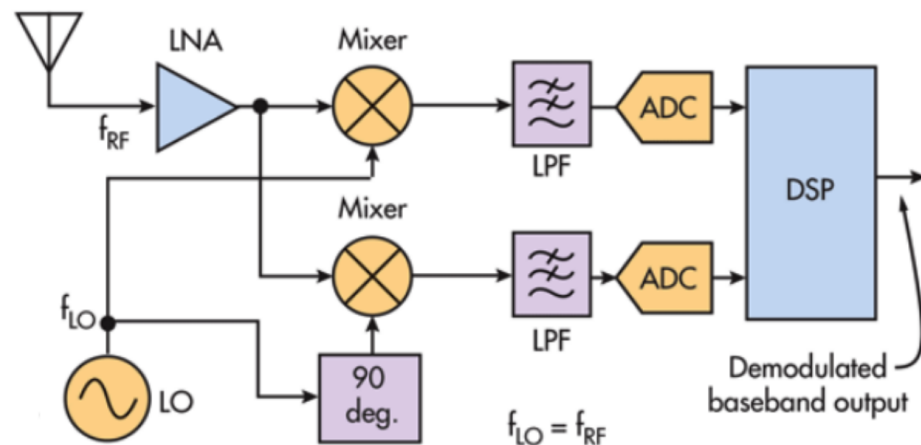 LNA
Mixer
f_RF
LPF
ADC
DSP
Mixer
f_LO
LPF
ADC
LO
90
deg.
f_LO = f_RF
Demodulated
baseband output